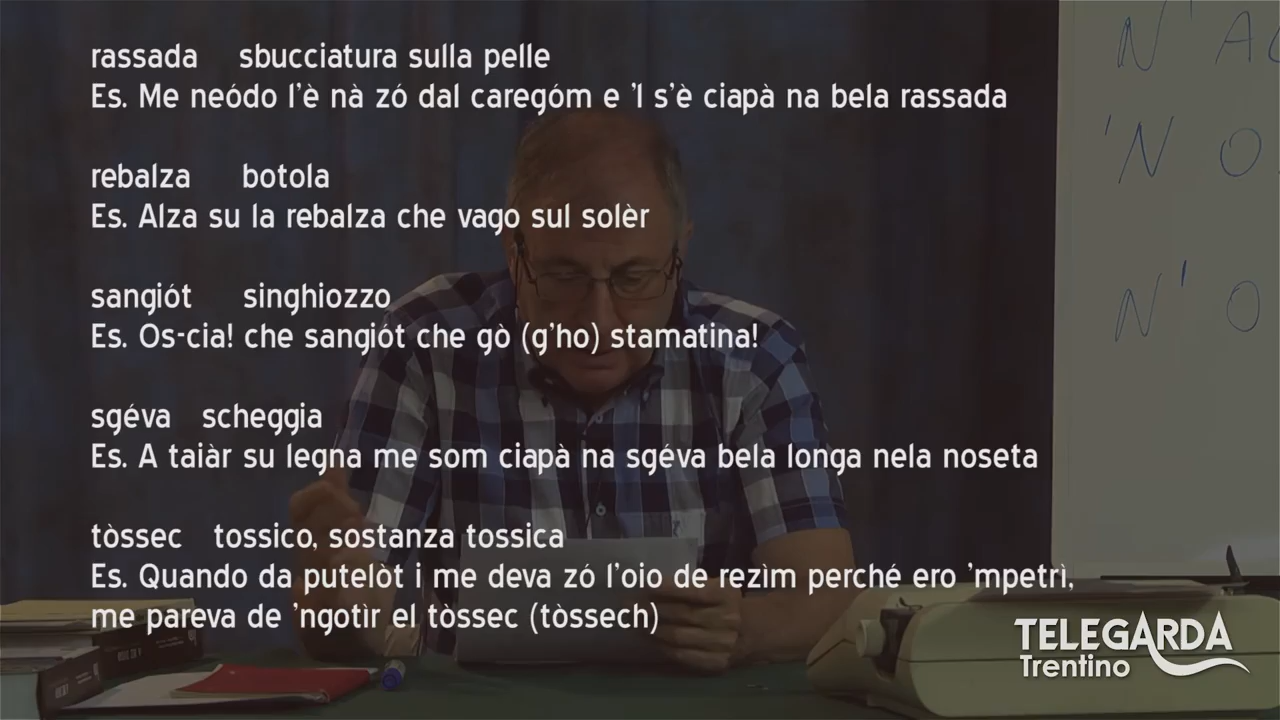 rassada sbucciatura sulla pelle
Es. Me neódo l'è nà zó dal caregóm e 'l s'è ciapà na bela rassada
rebalza botola
Es. Alza su la rebalza che vago sul solèr
sangiót singhiozzo
Es. Os-cia! che sangiót che gò (g'ho) stamatina!
sgéva scheggia
Es. A taiàr su legna me som ciapà na sgéva bela longa nela noseta
tòssec tossico, sostanza tossica
Es. Quando da putelòt i me deva zó l'oio de rezìm perché ero 'mpetrì,
me pareva de 'ngotìr el tòssec (tòssech)
N'
'N O
N' O
TELEGARDA
Trentino